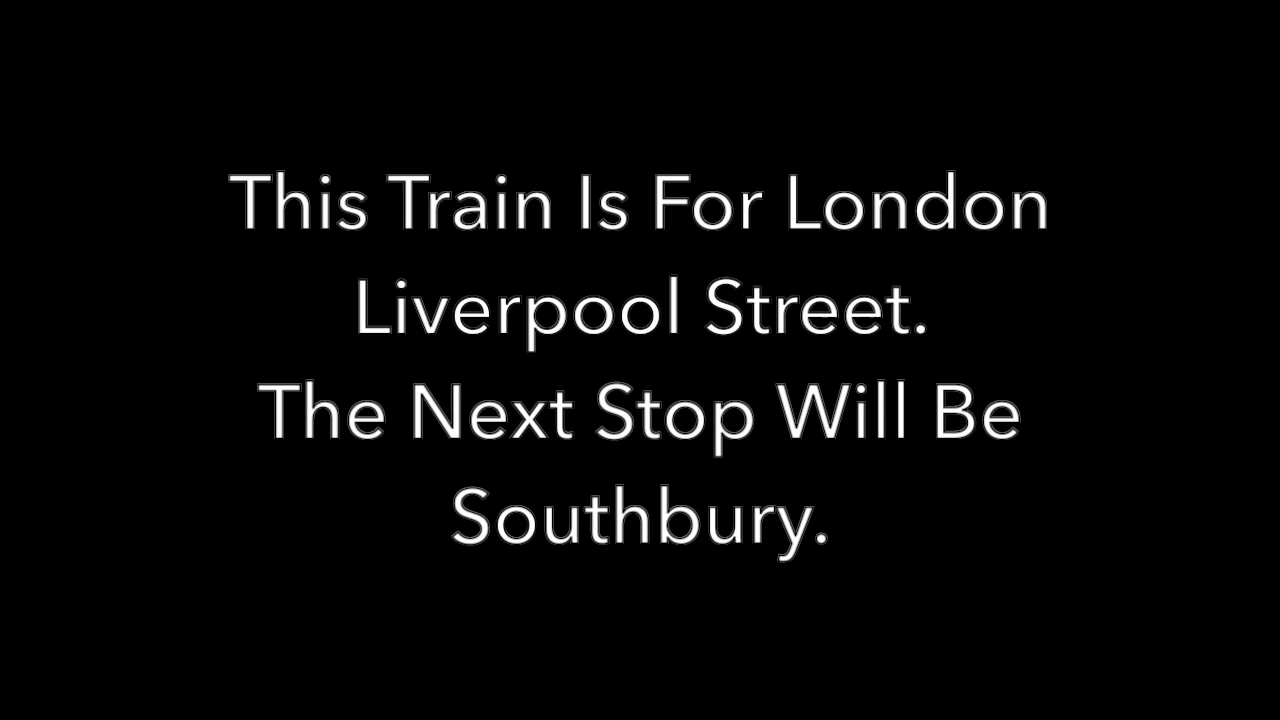 This Train Is For London
Liverpool Street.
The Next Stop Will Be
Southbury.